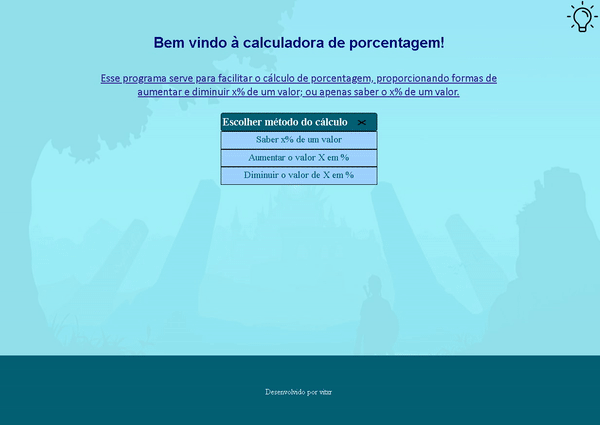 Bem vindo à calculadora de porcentagem!
Esse programa serve para facilitar o cálculo de porcentagem, proporcionando formas de
aumentar e diminuir x% de um valor; ou apenas saber o x% de um valor.
Escolher método do cálculo
Saber x% de um valor
Aumentar o valor X em %
Diminuir o valor de X em %
Desenvolvido por vitxr